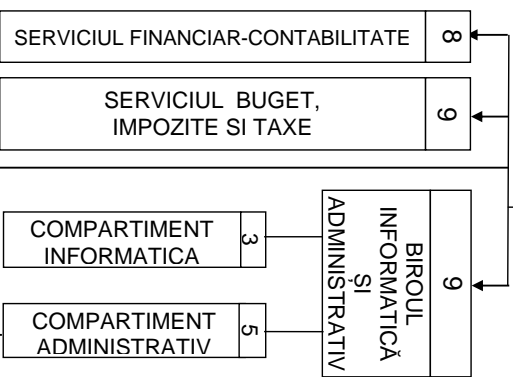 SERVICIUL FINANCIAR-CONTABILITATE
8
SERVICIUL BUGET,
IMPOZITE SI TAXE
9
BIROUL
INFORMATICĂ
ȘI
ADMINISTRATIV
9
COMPARTIMENT
INFORMATICA
3
COMPARTIMENT
ADMINISTRATIV
5